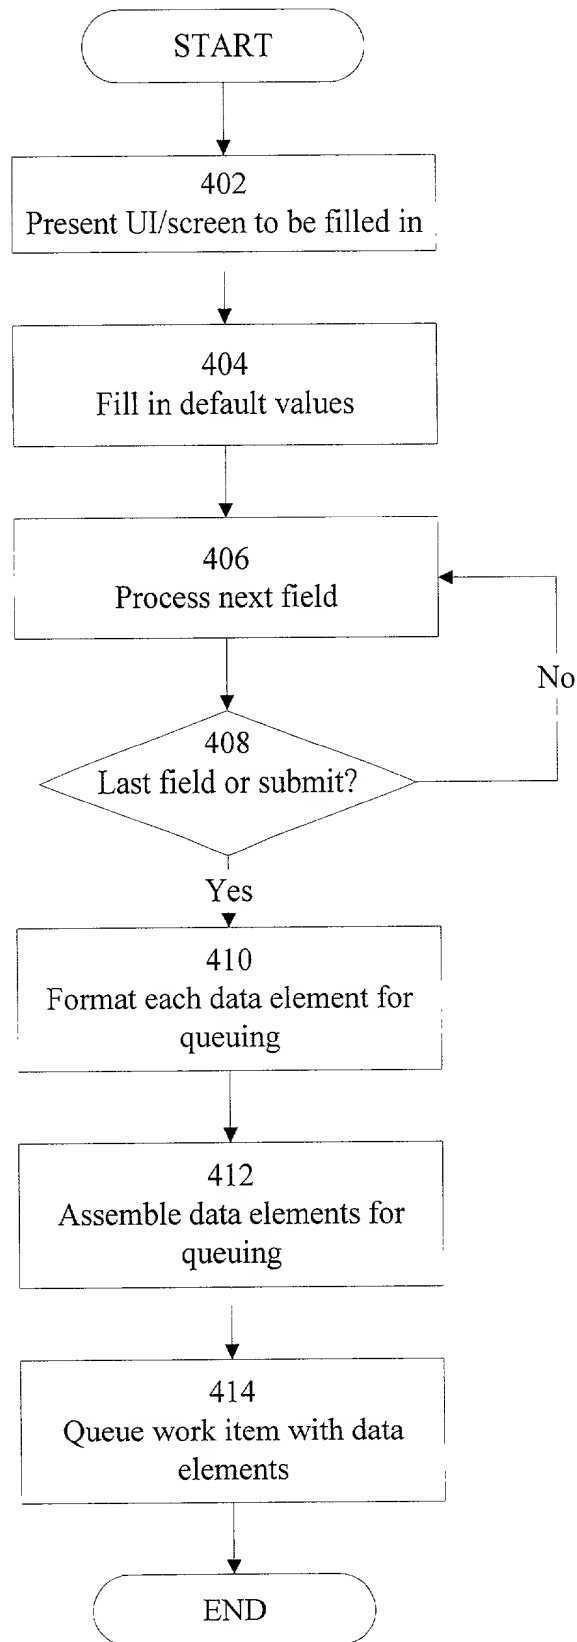 START
402
Present UI/screen to be filled in
404
Fill in default values
406
Process next field
No
408
Last field or submit?
Yes
410
Format each data element for
queuing
412
Assemble data elements for
queuing
414
Queue work item with data
elements
END